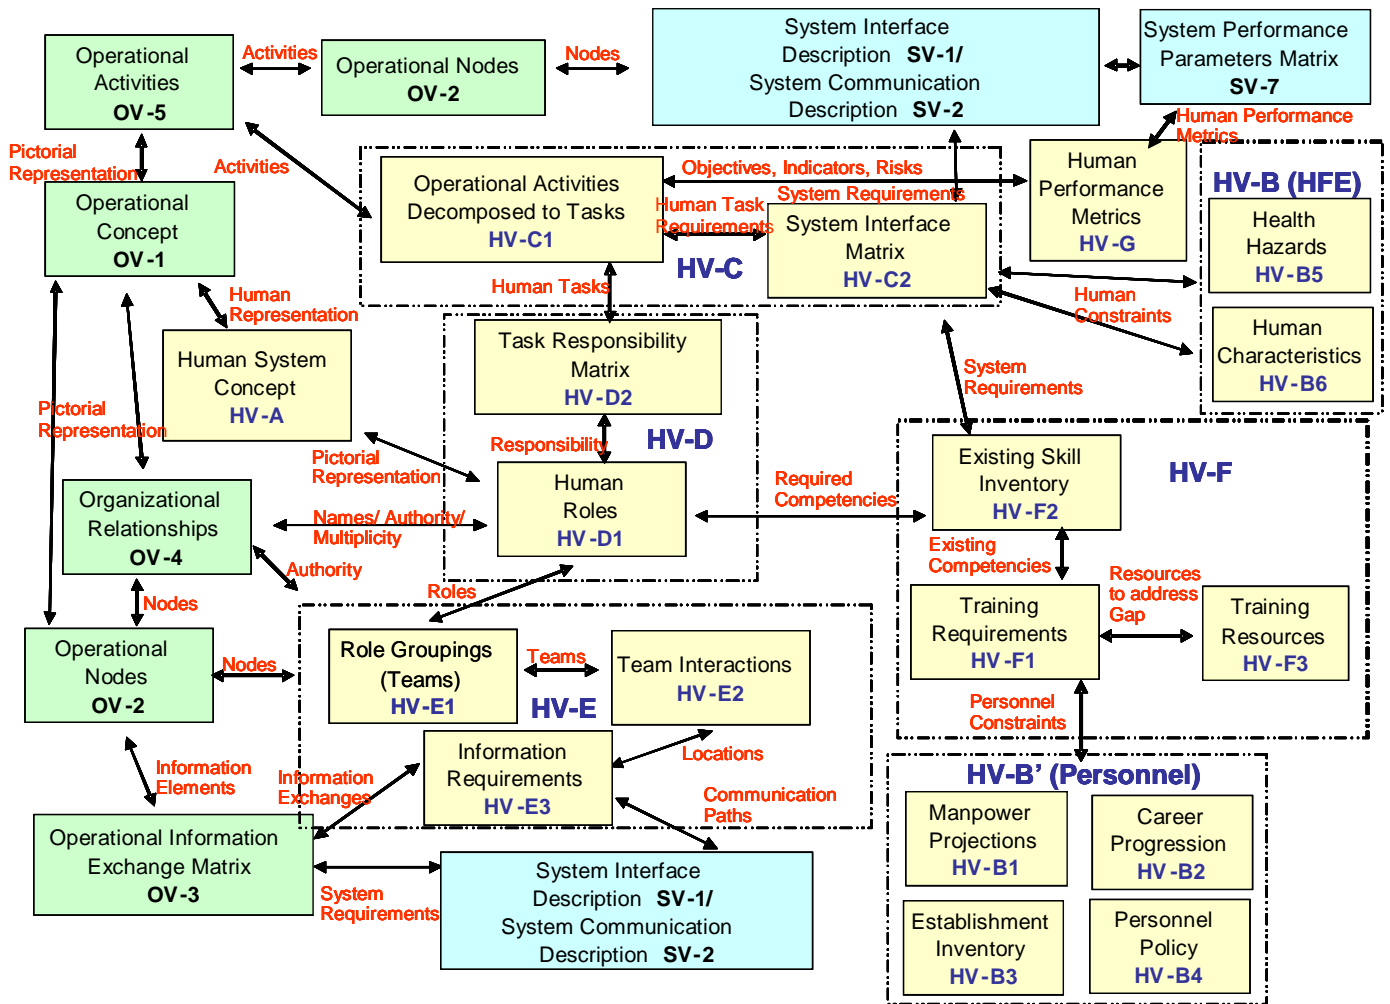 Operational
Activities
OV-5
Activities
Operational Nodes
OV-2
Nodes
System Interface
Description SV-1/
System Communication
Description SV-2
System Performance
Parameters Matrix
SV-7
Human Performance
Metrics
Pictorial
Representation
Activities
Operational
Concept
OV-1
Operational Activities
Decomposed to Tasks
HV-C1
Objectives, Indicators, Risks
System Requirements
Human Task
Requirements
System Interface
Matrix
HV-C2
HV-C
Human
Performance
Metrics
HV-G
HV-B (HFE)
Health
Hazards
HV-B5
Human
Characteristics
HV-B6
Human
Constraints
Human
Representation
Human Tasks
Human System
Concept
HV-A
Task Responsibility
Matrix
HV-D2
System
Requirements
Pictorial
Representation
Responsibility
HV-D
Pictorial
Representation
Human
Roles
HV-D1
Required
Competencies
Existing Skill
Inventory
HV-F2
HV-F
Organizational
Relationships
OV-4
Names/ Authority/
Multiplicity
Authority
Existing
Competencies
Resources
to address
Gap
Nodes
Roles
Training
Requirements
HV-F1
Training
Resources
HV-F3
Operational
Nodes
OV-2
Nodes
Role Groupings
(Teams)
HV-E1
Teams
Team Interactions
HV-E2
HV-E
Personnel
Constraints
Information
Elements
Information
Exchanges
Information
Requirements
HV-E3
Locations
Communication
Paths
HV-B’ (Personnel)
Manpower
Projections
HV-B1
Career
Progression
HV-B2
Establishment
Inventory
HV-B3
Personnel
Policy
HV-B4
Operational Information
Exchange Matrix
OV-3
System
Requirements
System Interface
Description SV-1/
System Communication
Description SV-2